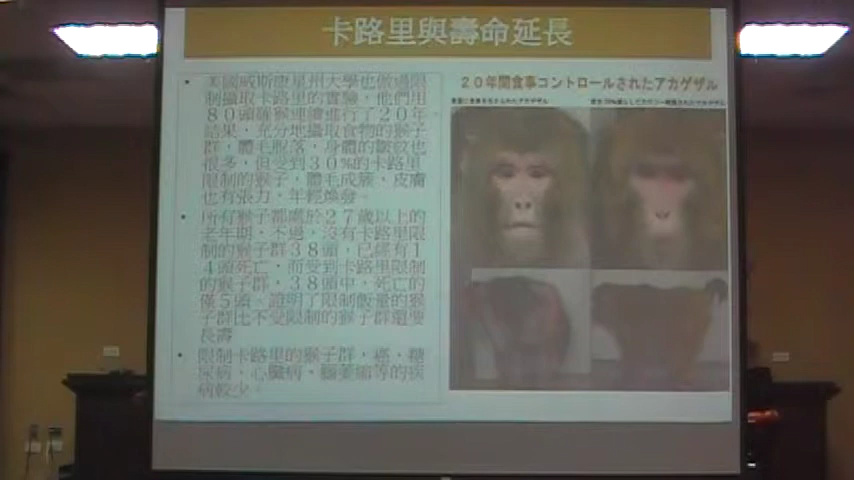 卡路里與壽命延長
• 美國威斯康星州大學也做過限
制攝取卡路里的實驗，他們用
８０頭獼猴連續進行了２０年。
結果，充分地攝取食物的猴子
群，體毛脫落，身體的皺紋也
很多，但受到３０%的卡路里
限制的猴子，體毛成簇，皮膚
也有張力，年輕煥發。
• 所有猴子都處於２７歲以上的
老年期，不過，沒有卡路里限
制的猴子群３８頭，已經有１
４頭死亡，而受到卡路里限制
的猴子群，３８頭中，死亡的
僅５頭。證明了限制飯量的猴
子群比不受限制的猴子群還要
長壽
• 限制卡路里的猴子群，癌、糖
尿病、心臟病、腦萎縮等的疾
病較少。
２０年間食事コントロールされたアカゲザル